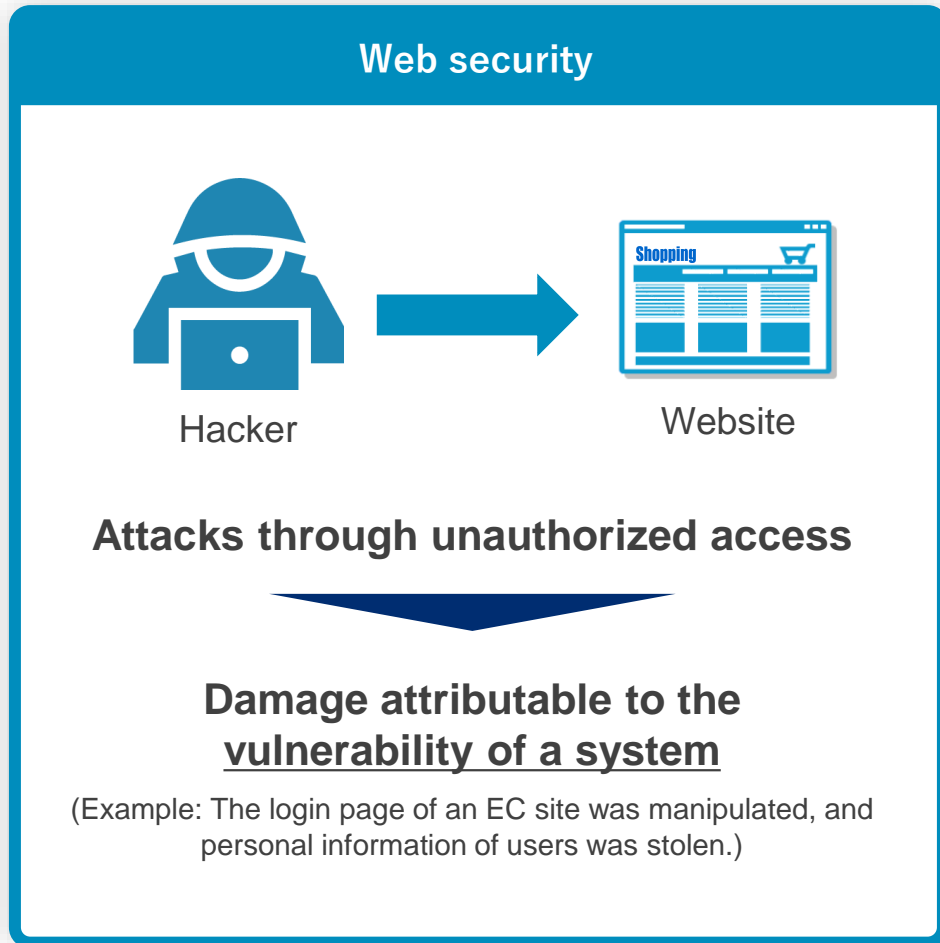 Web security
Shopping
Hacker
Website
Attacks through unauthorized access
Damage attributable to the
vulnerability of a system
(Example: The login page of an EC site was manipulated, and
personal information of users was stolen.)